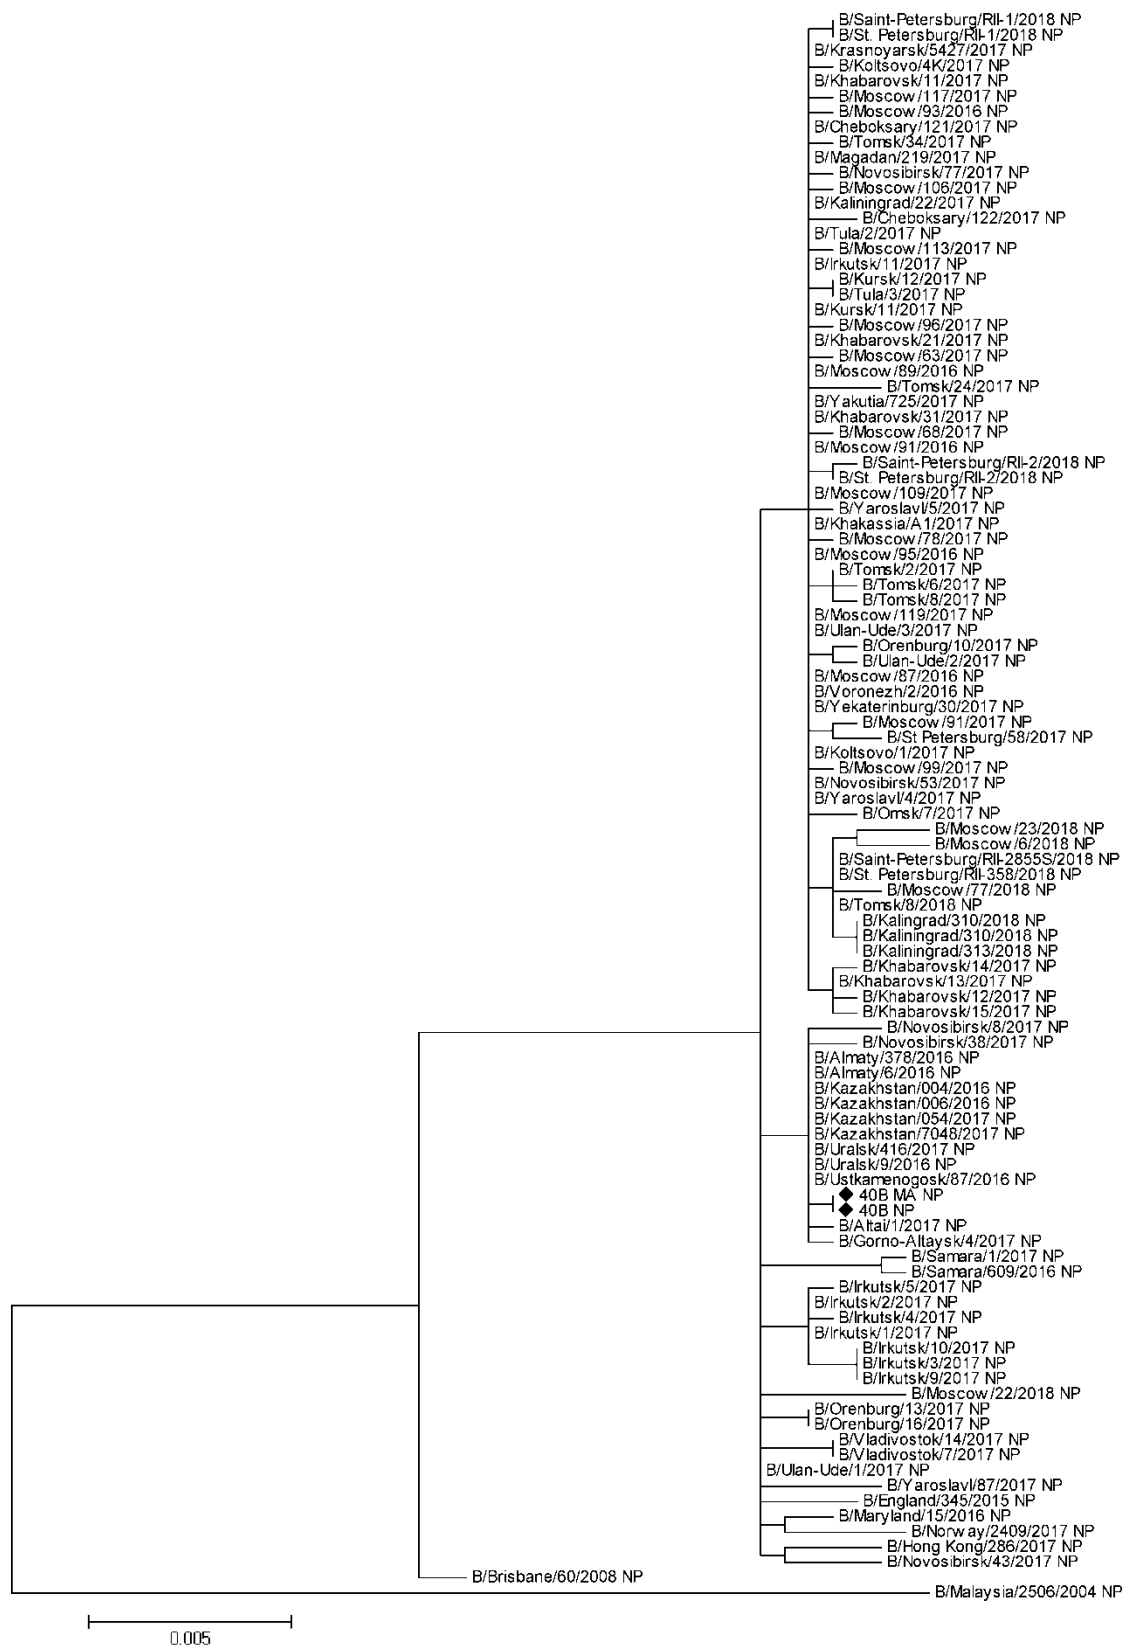 B/Saint-Petersburg/RII-1/2018 NP
B/St. Petersburg/RII-1/2018 NP
B/Krasnoyarsk/5427/2017 NP
B/Koltsovo/4K/2017 NP
B/Khabarovsk/11/2017 NP
B/Moscow/117/2017 NP
B/Moscow/93/2016 NP
B/Cheboksary/121/2017 NP
B/Tomsk/34/2017 NP
B/Magadan/219/2017 NP
B/Novosibirsk/77/2017 NP
B/Moscow/106/2017 NP
B/Kaliningrad/22/2017 NP
B/Cheboksary/122/2017 NP
B/Tula/2/2017 NP
B/Moscow/113/2017 NP
B/Irkutsk/11/2017 NP
B/Kursk/12/2017 NP
B/Tula/3/2017 NP
B/Kursk/11/2017 NP
B/Moscow/96/2017 NP
B/Khabarovsk/21/2017 NP
B/Moscow/63/2017 NP
B/Moscow/89/2016 NP
B/Tomsk/24/2017 NP
B/Yakutia/725/2017 NP
B/Khabarovsk/31/2017 NP
B/Moscow/68/2017 NP
B/Moscow/91/2016 NP
B/Saint-Petersburg/RII-2/2018 NP
B/St. Petersburg/RII-2/2018 NP
B/Moscow/109/2017 NP
B/Yaroslavl/5/2017 NP
B/Khakassia/A1/2017 NP
B/Moscow/78/2017 NP
B/Moscow/95/2016 NP
B/Tomsk/2/2017 NP
B/Tomsk/6/2017 NP
B/Tomsk/8/2017 NP
B/Moscow/119/2017 NP
B/Ulan-Ude/3/2017 NP
B/Orenburg/10/2017 NP
B/Ulan-Ude/2/2017 NP
B/Moscow/87/2016 NP
B/Voronezh/2/2016 NP
B/Yekaterinburg/30/2017 NP
B/Moscow/91/2017 NP
B/St Petersburg/58/2017 NP
B/Koltsovo/1/2017 NP
B/Moscow/99/2017 NP
B/Novosibirsk/53/2017 NP
B/Yaroslavl/4/2017 NP
B/Omsk/7/2017 NP
B/Moscow/23/2018 NP
B/Moscow/6/2018 NP
B/Saint-Petersburg/RII-2855S/2018 NP
B/St. Petersburg/RII-358/2018 NP
B/Moscow/77/2018 NP
B/Tomsk/8/2018 NP
B/Kalingrad/310/2018 NP
B/Kaliningrad/310/2018 NP
B/Kaliningrad/313/2018 NP
B/Khabarovsk/14/2017 NP
B/Khabarovsk/13/2017 NP
B/Khabarovsk/12/2017 NP
B/Khabarovsk/15/2017 NP
B/Novosibirsk/8/2017 NP
B/Novosibirsk/38/2017 NP
B/Almaty/378/2016 NP
B/Almaty/6/2016 NP
B/Kazakhstan/004/2016 NP
B/Kazakhstan/006/2016 NP
B/Kazakhstan/054/2017 NP
B/Kazakhstan/7048/2017 NP
B/Uralsk/416/2017 NP
B/Uralsk/9/2016 NP
B/Ustkamenogosk/87/2016 NP
40B MA NP
40B NP
B/Altai/1/2017 NP
B/Gorno-Altaysk/4/2017 NP
B/Samara/1/2017 NP
B/Samara/609/2016 NP
B/Irkutsk/5/2017 NP
B/Irkutsk/2/2017 NP
B/Irkutsk/4/2017 NP
B/Irkutsk/1/2017 NP
B/Irkutsk/10/2017 NP
B/Irkutsk/3/2017 NP
B/Irkutsk/9/2017 NP
B/Moscow/22/2018 NP
B/Orenburg/13/2017 NP
B/Orenburg/16/2017 NP
B/Vladivostok/14/2017 NP
B/Vladivostok/7/2017 NP
B/Ulan-Ude/1/2017 NP
B/Yaroslavl/87/2017 NP
B/England/345/2015 NP
B/Maryland/15/2016 NP
B/Norway/2409/2017 NP
B/Hong Kong/286/2017 NP
B/Novosibirsk/43/2017 NP
B/Brisbane/60/2008 NP
B/Malaysia/2506/2004 NP
0.005